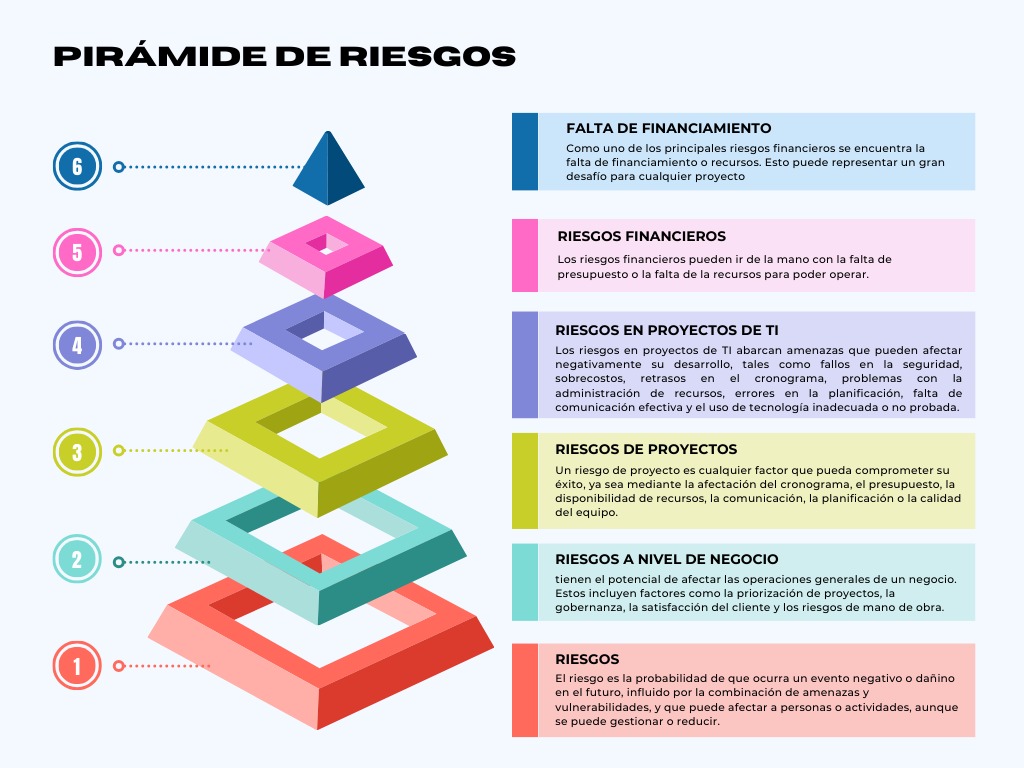 PIRÁMIDE DE RIESGOS
6
FALTA DE FINANCIAMIENTO
Como uno de los principales riesgos financieros se encuentra la
falta de financiamiento o recursos. Esto puede representar un gran
desafío para cualquier proyecto
5
RIESGOS FINANCIEROS
Los riesgos financieros pueden ir de la mano con la falta de
presupuesto o la falta de la recursos para poder operar.
4
RIESGOS EN PROYECTOS DE TI
Los riesgos en proyectos de TI abarcan amenazas que pueden afectar
negativamente su desarrollo, tales como fallos en la seguridad,
sobrecostos, retrasos en el cronograma, problemas con la
administración de recursos, errores en la planificación, falta de
comunicación efectiva y el uso de tecnología inadecuada o no probada.
3
RIESGOS DE PROYECTOS
Un riesgo de proyecto es cualquier factor que pueda comprometer su
éxito, ya sea mediante la afectación del cronograma, el presupuesto, la
disponibilidad de recursos, la comunicación, la planificación o la calidad
del equipo.
2
RIESGOS A NIVEL DE NEGOCIO
tienen el potencial de afectar las operaciones generales de un negocio.
Estos incluyen factores como la priorización de proyectos, la
gobernanza, la satisfacción del cliente y los riesgos de mano de obra.
1
RIESGOS
El riesgo es la probabilidad de que ocurra un evento negativo o dañino
en el futuro, influido por la combinación de amenazas y
vulnerabilidades, y que puede afectar a personas o actividades, aunque
se puede gestionar o reducir.